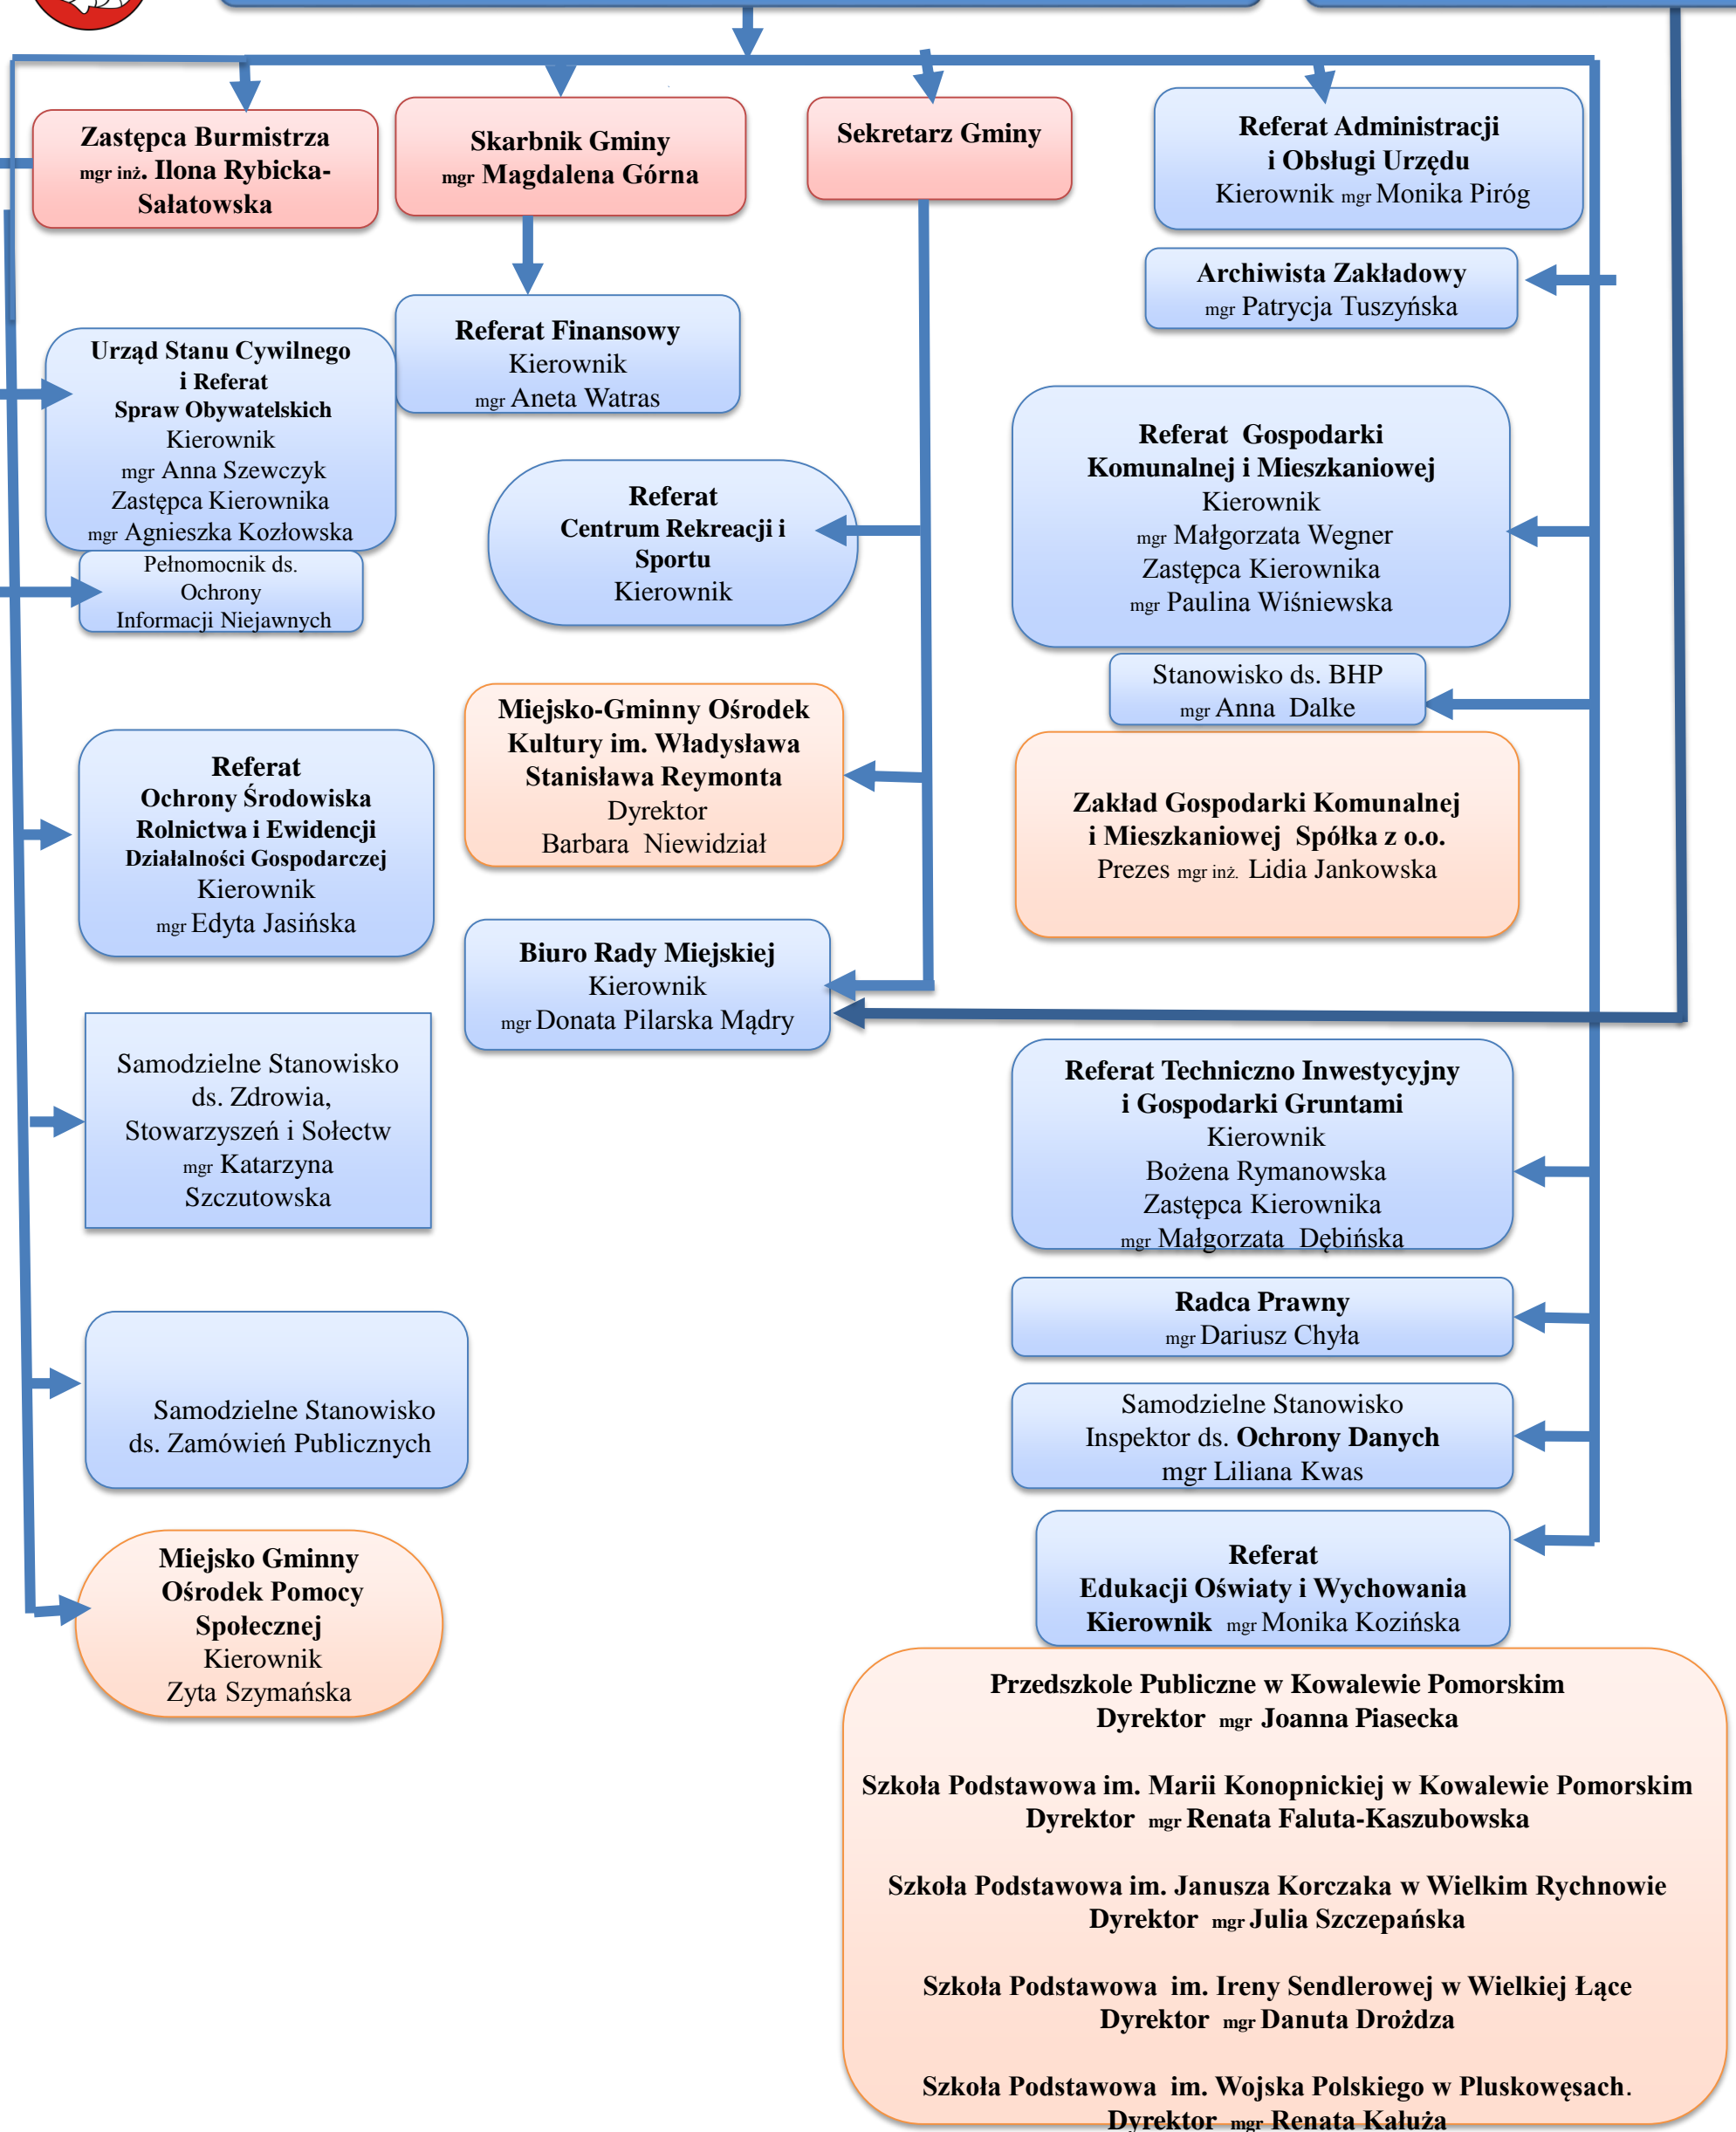 Zastępca Burmistrza
mgr inż. Ilona Rybicka-
Sałatowska
Skarbnik Gminy
mgr Magdalena Górna
Sekretarz Gminy
Referat Administracji
i Obsługi Urzędu
Kierownik mgr Monika Piróg
Archiwista Zakładowy
mgr Patrycja Tuszyńska
Urząd Stanu Cywilnego
i Referat
Spraw Obywatelskich
Kierownik
mgr Anna Szewczyk
Zastępca Kierownika
mgr Agnieszka Kozłowska
Referat Finansowy
Kierownik
mgr Aneta Watras
Pełnomocnik ds.
Ochrony
Informacji Niejawnych
Referat
Centrum Rekreacji i
Sportu
Kierownik
Referat Gospodarki
Komunalnej i Mieszkaniowej
Kierownik
mgr Małgorzata Wegner
Zastępca Kierownika
mgr Paulina Wiśniewska
Stanowisko ds. BHP
mgr Anna Dalke
Miejsko-Gminny Ośrodek
Kultury im. Władysława
Stanisława Reymonta
Dyrektor
Barbara Niewidział
Zakład Gospodarki Komunalnej
i Mieszkaniowej Spółka z o.o.
Prezes mgr inż. Lidia Jankowska
Referat
Ochrony Środowiska
Rolnictwa i Ewidencji
Działalności Gospodarczej
Kierownik
mgr Edyta Jasińska
Biuro Rady Miejskiej
Kierownik
mgr Donata Pilarska Mądry
Samodzielne Stanowisko
ds. Zdrowia,
Stowarzyszeń i Sołectw
mgr Katarzyna
Szczutowska
Referat Techniczno Inwestycyjny
i Gospodarki Gruntami
Kierownik
Bożena Rymanowska
Zastępca Kierownika
mgr Małgorzata Dębińska
Radca Prawny
mgr Dariusz Chyła
Samodzielne Stanowisko
ds. Zamówień Publicznych
Samodzielne Stanowisko
Inspektor ds. Ochrony Danych
mgr Liliana Kwas
Miejsko Gminny
Ośrodek Pomocy
Społecznej
Kierownik
Zyta Szymańska
Referat
Edukacji Oświaty i Wychowania
Kierownik mgr Monika Kozińska
Przedszkole Publiczne w Kowalewie Pomorskim
Dyrektor mgr Joanna Piasecka
Szkoła Podstawowa im. Marii Konopnickiej w Kowalewie Pomorskim
Dyrektor mgr Renata Faluta-Kaszubowska
Szkoła Podstawowa im. Janusza Korczaka w Wielkim Rychnowie
Dyrektor mgr Julia Szczepańska
Szkoła Podstawowa im. Ireny Sendlerowej w Wielkiej Łące
Dyrektor mgr Danuta Drożdza
Szkoła Podstawowa im. Wojska Polskiego w Pluskowęsach.
Dyrektor mgr Renata Kałuża